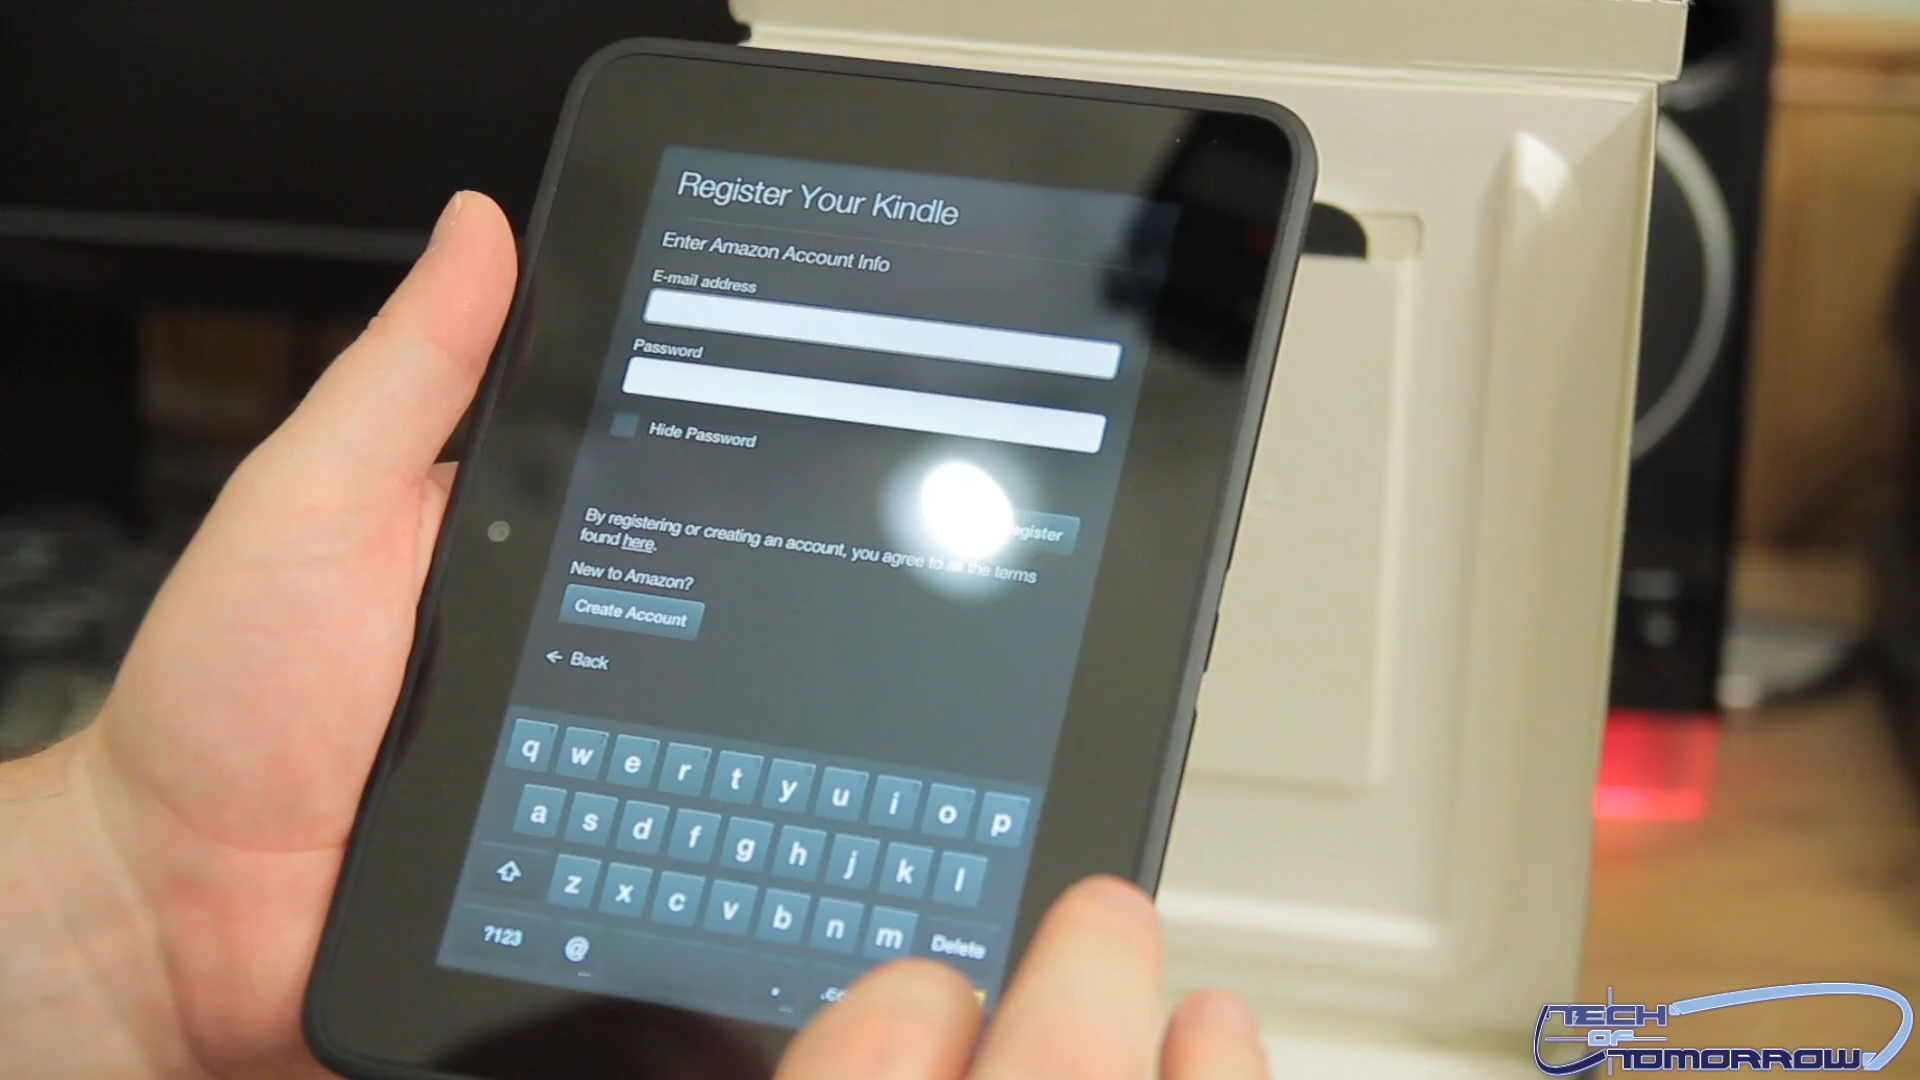 Register Your Kindle
Enter Amazon Account Info
E-mail address
Password
Hide Password
By registering or creating an account, you agree to all the terms
found here.
New to Amazon?
Create Account
← Back
q w e r t y u i o p
a s d f g h j k l
z x c v b n m Delete
?123 @ .
TECH
OF
TOMORROW